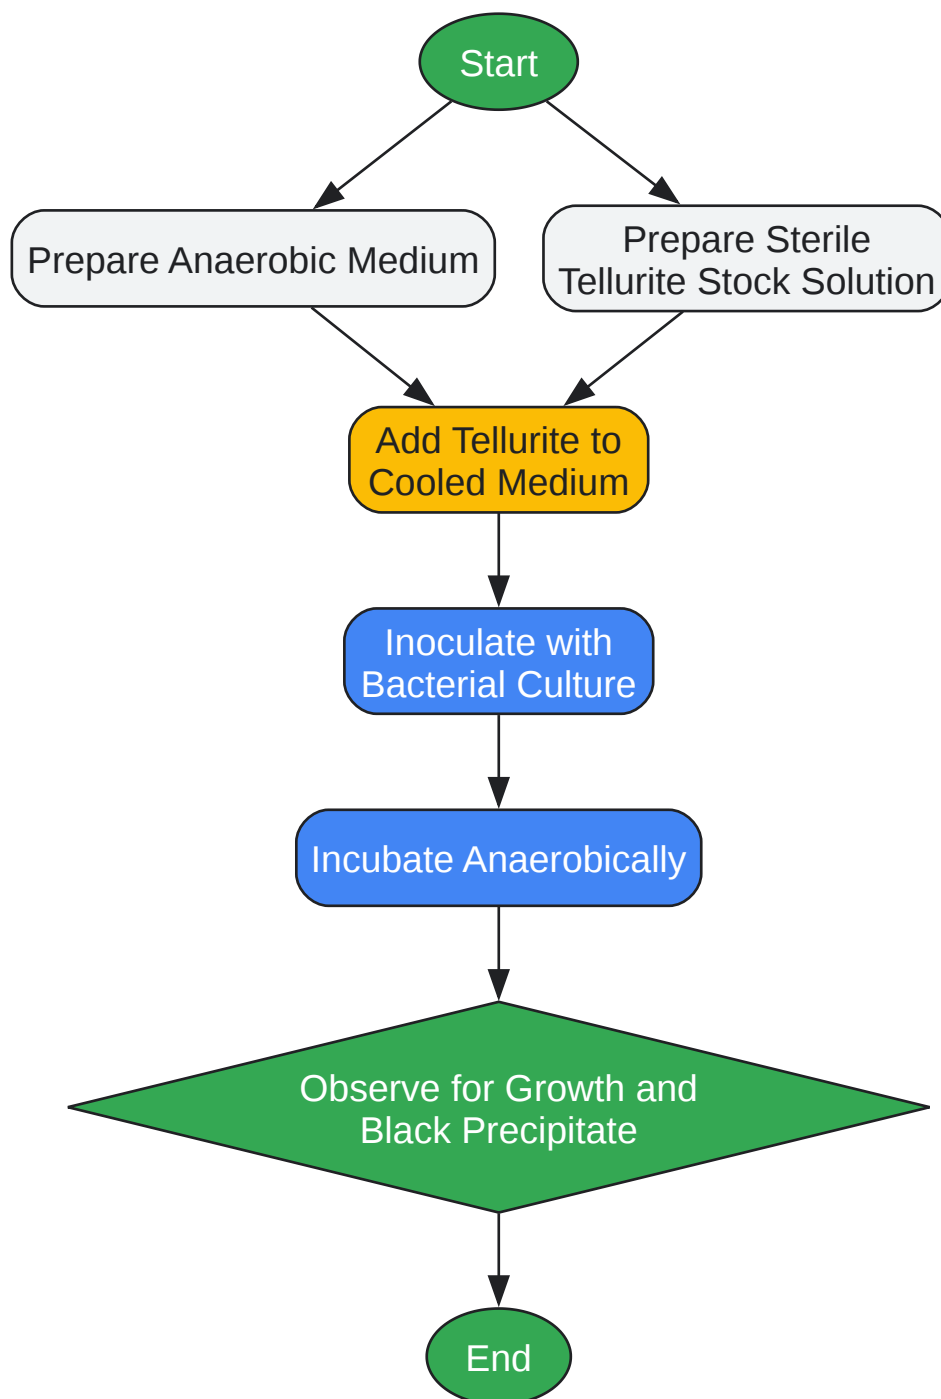 Start
Prepare Anaerobic Medium
Prepare Sterile
Tellurite Stock Solution
Add Tellurite to
Cooled Medium
Inoculate with
Bacterial Culture
Incubate Anaerobically
Observe for Growth and
Black Precipitate
End